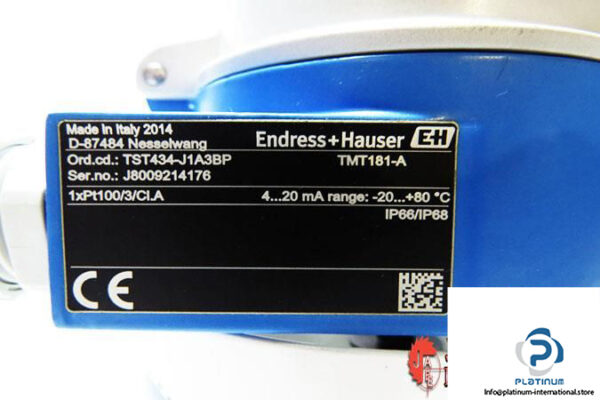 Made in Italy 2014
D-87484 Nesselwang
Endress+Hauser EH
Ord.cd.: TST434-J1A3BP TMT181-A
Ser.no.: J8009214176
1xPt100/3/Cl.A 4...20 mA range: -20...+80 °C
IP66/IP68
CE
PLATINUM
info@platinum-international.store